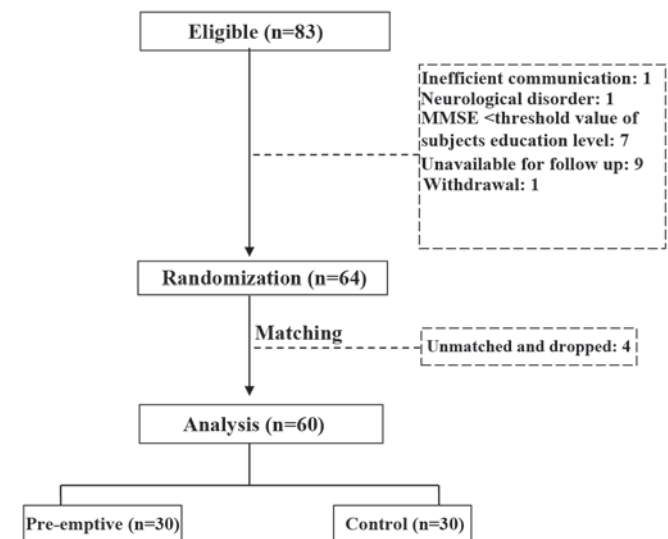 Eligible (n=83)
Inefficient communication: 1
Neurological disorder: 1
MMSE <threshold value of
subjects education level: 7
Unavailable for follow up: 9
Withdrawal: 1
Randomization (n=64)
Matching
Unmatched and dropped: 4
Analysis (n=60)
Pre-emptive (n=30)
Control (n=30)